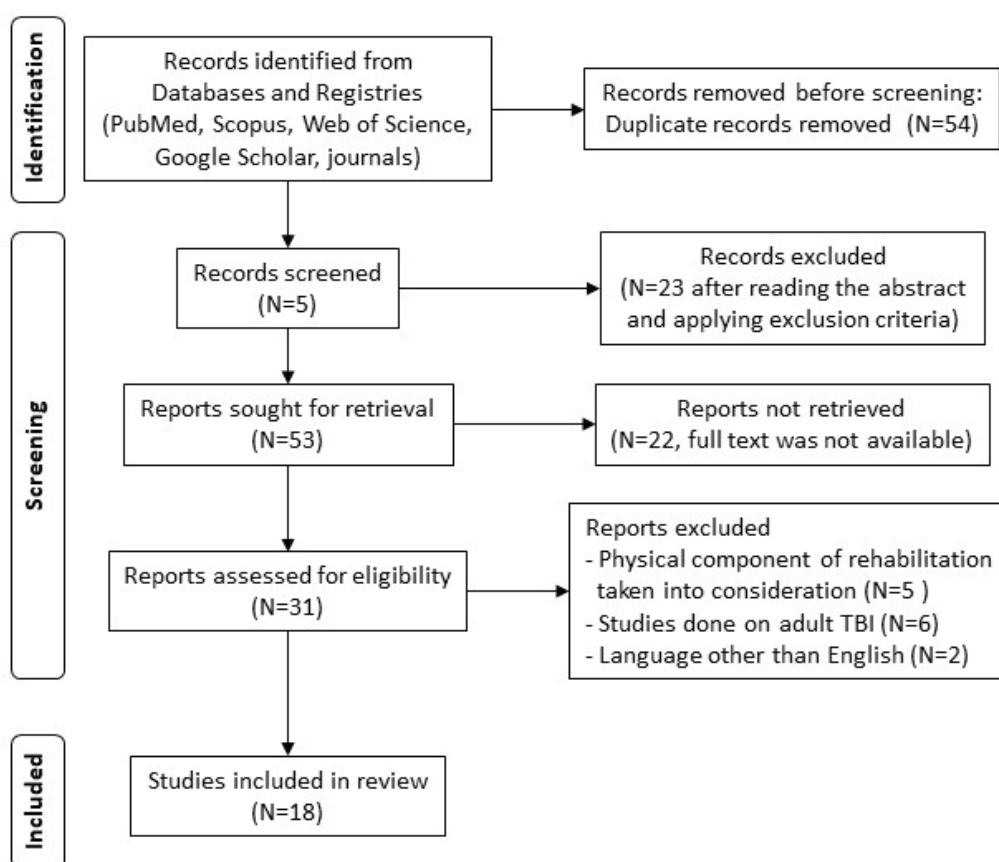 Identification
Records identified from
Databases and Registries
(PubMed, Scopus, Web of Science,
Google Scholar, journals)
Records removed before screening:
Duplicate records removed (N=54)
Screening
Records screened
(N=5)
Records excluded
(N=23 after reading the abstract
and applying exclusion criteria)
Reports sought for retrieval
(N=53)
Reports not retrieved
(N=22, full text was not available)
Reports assessed for eligibility
(N=31)
Reports excluded
- Physical component of rehabilitation
taken into consideration (N=5 )
- Studies done on adult TBI (N=6)
- Language other than English (N=2)
Included
Studies included in review
(N=18)